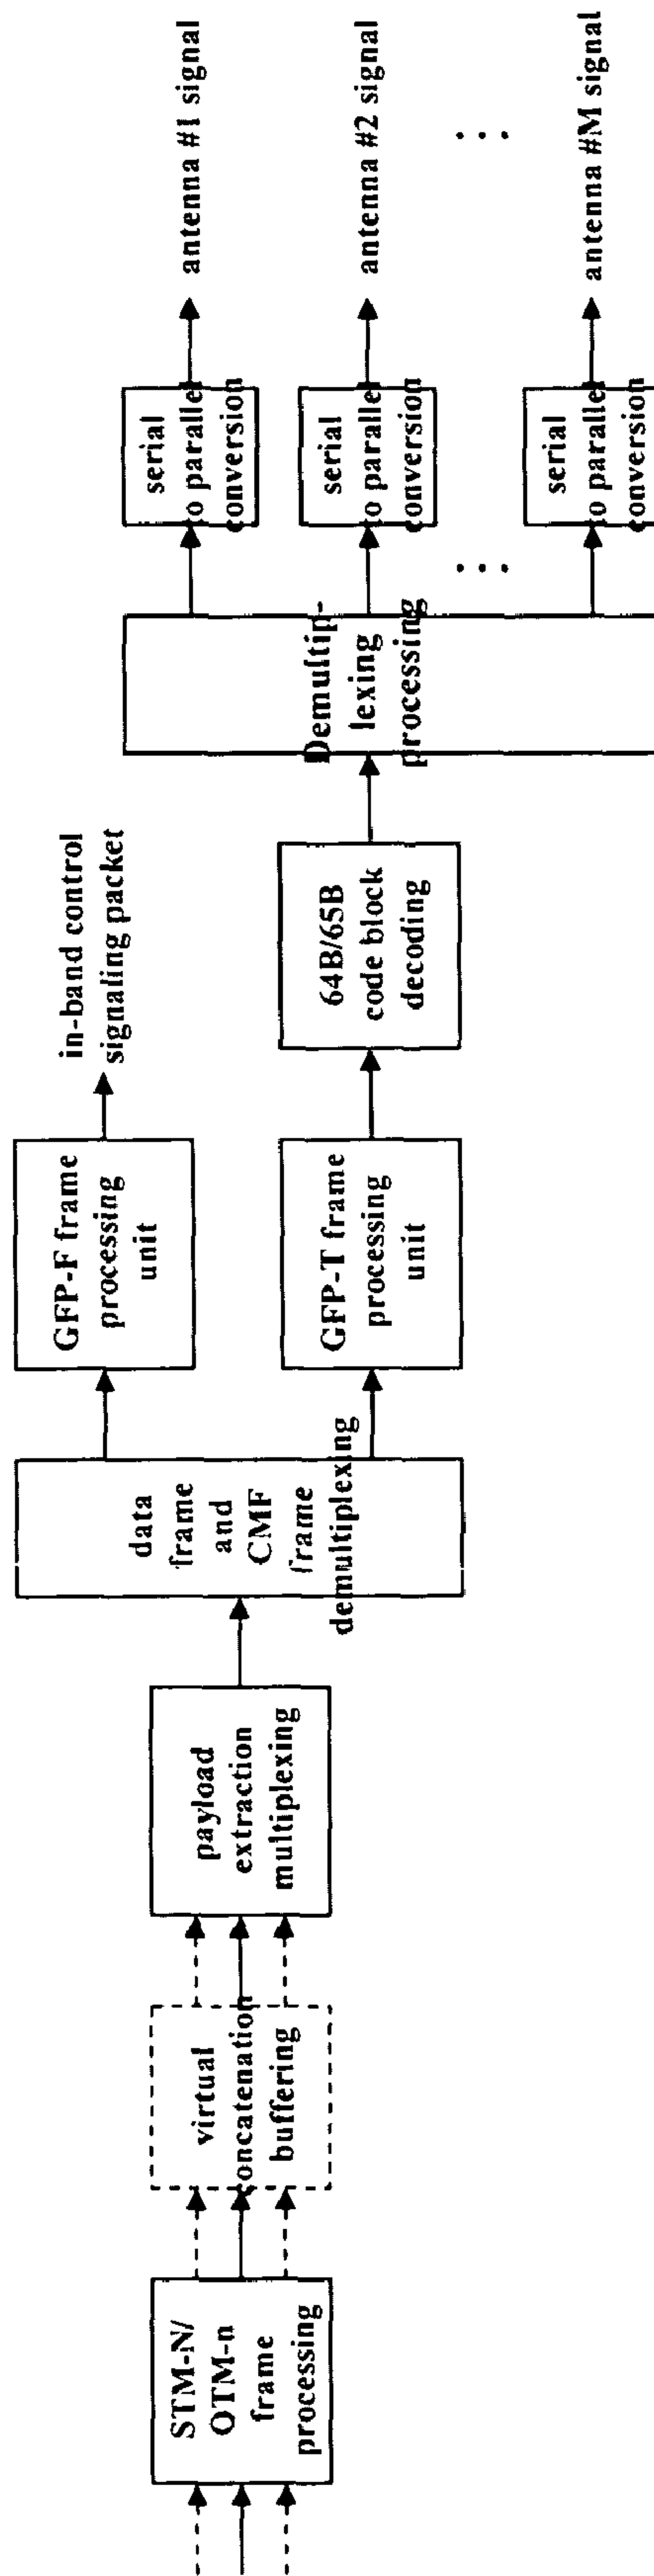 STM-N/
OTM-n
frame
processing
virtual
concatenation
buffering
payload
extraction
multiplexing
data
frame
and
CMF
frame
demultiplexing
GFP-F frame
processing
unit
in-band control
signaling packet
GFP-T frame
processing
unit
64B/65B
code block
decoding
Demultip-
lexing
processing
serial
to parallel
conversion
antenna #1 signal
serial
to parallel
conversion
antenna #2 signal
. . .
. . .
serial
to parallel
conversion
antenna #M signal